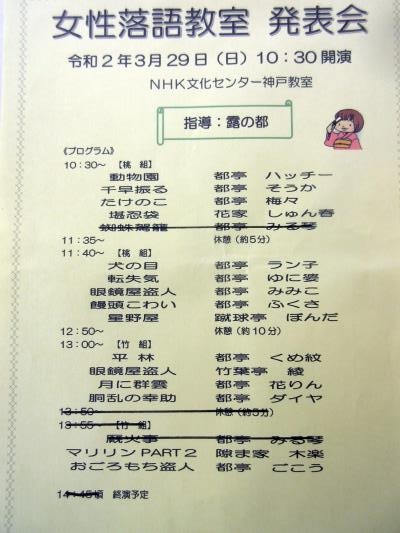 女性落語教室 発表会
令和2年3月29日(日)10:30開演
NHK文化センター神戸教室
指導:露の都
《プログラム》
10:30~ 【桃 組】
動物園 都亭 ハッチー
千早振る 都亭 そうか
たけのこ 都亭 梅々
堪忍袋 花家 しゅん春
蜘蛛駕籠 都亭 みる琴
11:35~ 休憩(約5分)
11:40~ 【桃 組】
犬の目 都亭 ラン子
転失気 都亭 ゆに婆
眼鏡屋盗人 都亭 みみこ
饅頭こわい 都亭 ふくさ
星野屋 蹴球亭 ぽんだ
12:50~ 休憩(約10分)
13:00~ 【竹 組】
平林 都亭 くめ紋
眼鏡屋盗人 竹葉亭 綾
月に群雲 都亭 花りん
胴乱の幸助 都亭 ダイヤ
13:50~ 休憩(約5分)
13:55~ 【竹 組】
厩火事 都亭 みる琴
マリリンPART2 隙ま家 木楽
おごろもち盗人 都亭 ここう
14:45頃 終演予定